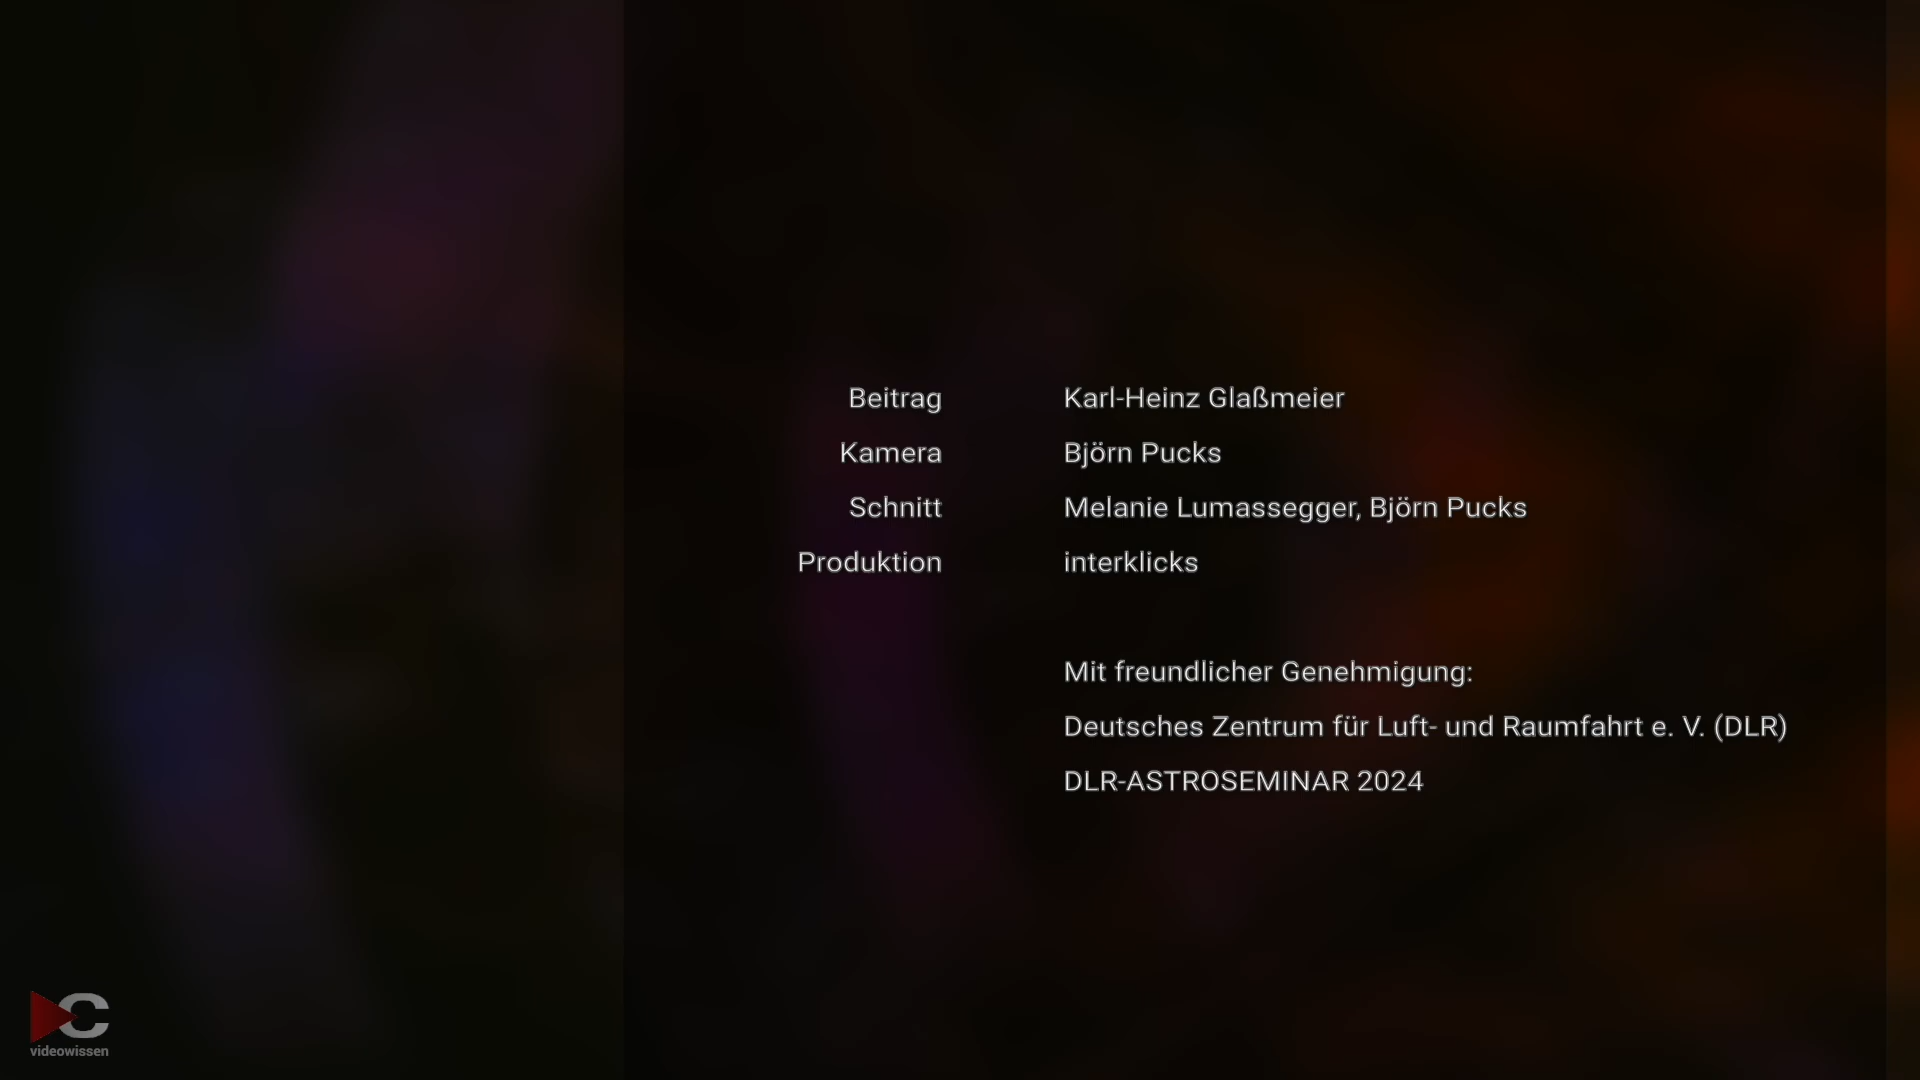 Beitrag Karl-Heinz Glaßmeier
Kamera Björn Pucks
Schnitt Melanie Lumassegger, Björn Pucks
Produktion interklicks
Mit freundlicher Genehmigung:
Deutsches Zentrum für Luft- und Raumfahrt e. V. (DLR)
DLR-ASTROSEMINAR 2024
C
videowissen